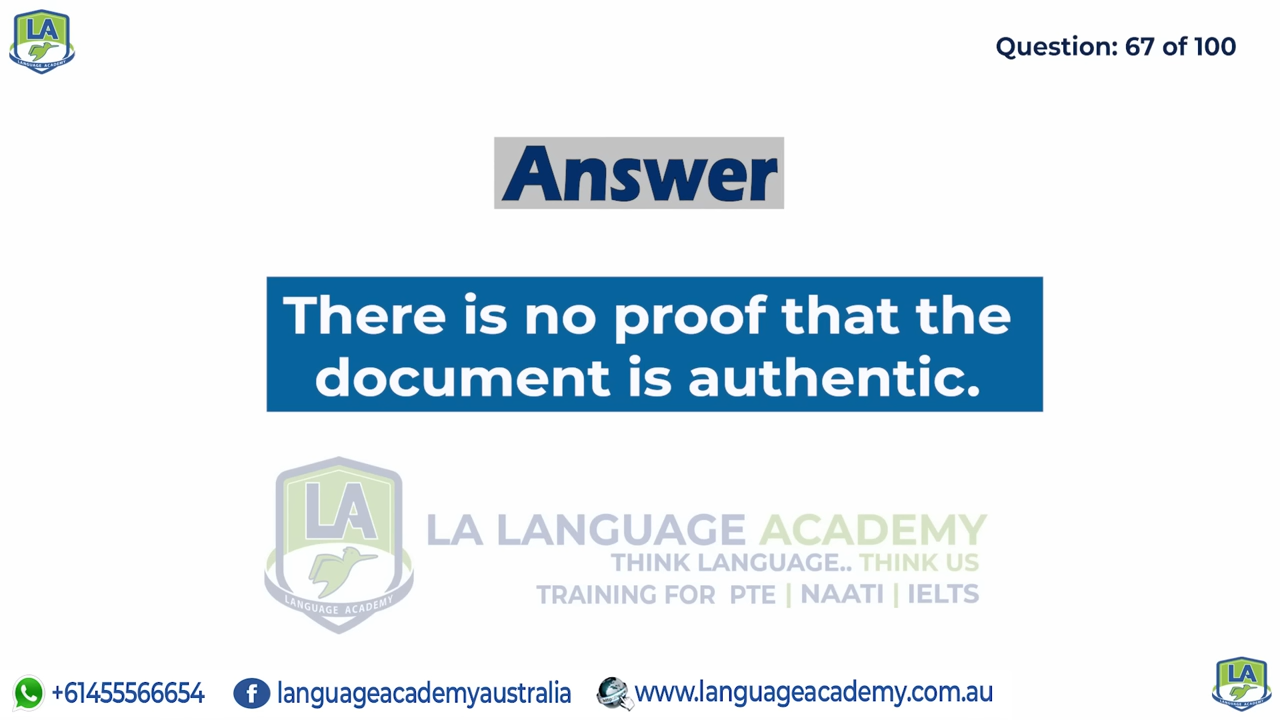 LA
LANGUAGE ACADEMY
Question: 67 of 100
Answer
There is no proof that the
document is authentic.
LA
LANGUAGE ACADEMY
LA LANGUAGE ACADEMY
THINK LANGUAGE.. THINK US
TRAINING FOR PTE | NAATI | IELTS
+61455566654
f languageacademyaustralia
www.languageacademy.com.au
LA
LANGUAGE ACADEMY